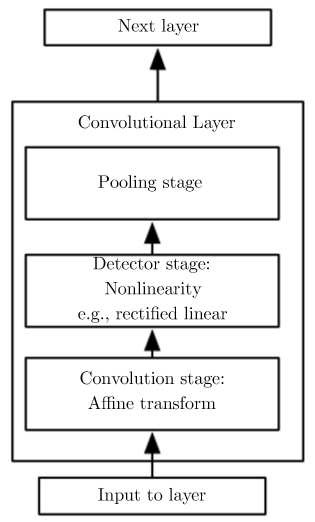 Next layer
Convolutional Layer
Pooling stage
Detector stage:
Nonlinearity
e.g., rectified linear
Convolution stage:
Affine transform
Input to layer